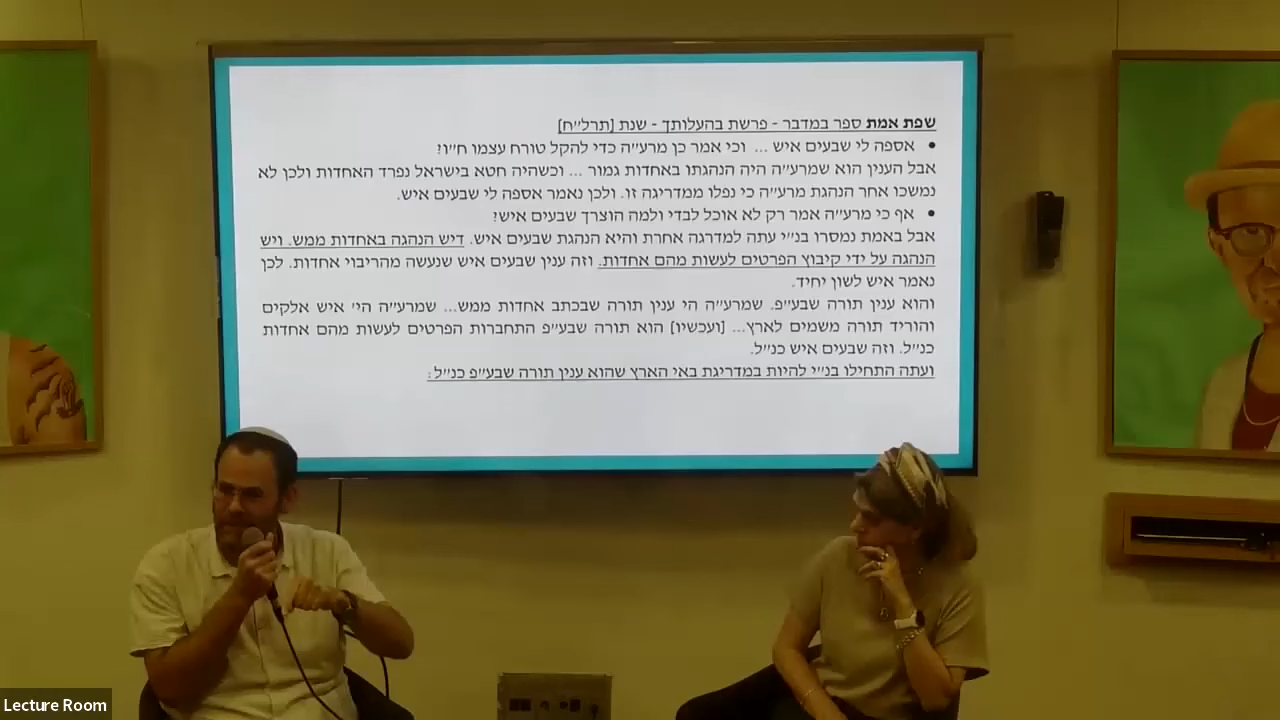 שפת אמת ספר במדבר - פרשת בהעלותך - שנת [תרל״ח]
• אספה לי שבעים איש ... וכי אמר כן מרע״ה כדי להקל טורח עצמו ח״ו?
אבל הענין הוא שמרע״ה היה הנהגתו באחדות גמור ... וכשהיה חטא בישראל נפרד האחדות ולכן לא
נמשכו אחר הנהגת מרע״ה כי נפלו ממדריגה זו. ולכן נאמר אספה לי שבעים איש.
• אף כי מרע״ה אמר רק לא אוכל לבדי ולמה הוצרך שבעים איש?
אבל באמת נמסרו בנ״י עתה למדרגה אחרת והיא הנהגת שבעים איש. דיש הנהגה באחדות ממש. ויש
הנהגה על ידי קיבוץ הפרטים לעשות מהם אחדות. וזה ענין שבעים איש שנעשה מהריבוי אחדות. לכן
נאמר איש לשון יחיד.
והוא ענין תורה שבע״פ. שמרע״ה הי ענין תורה שבכתב אחדות ממש... שמרע״ה הי׳ איש אלקים
והוריד תורה משמים לארץ... [ועכשיו] הוא תורה שבע״פ התחברות הפרטים לעשות מהם אחדות
כנ״ל. וזה שבעים איש כנ״ל.
ועתה התחילו בנ״י להיות במדריגת באי הארץ שהוא ענין תורה שבע״פ כנ״ל:
Lecture Room